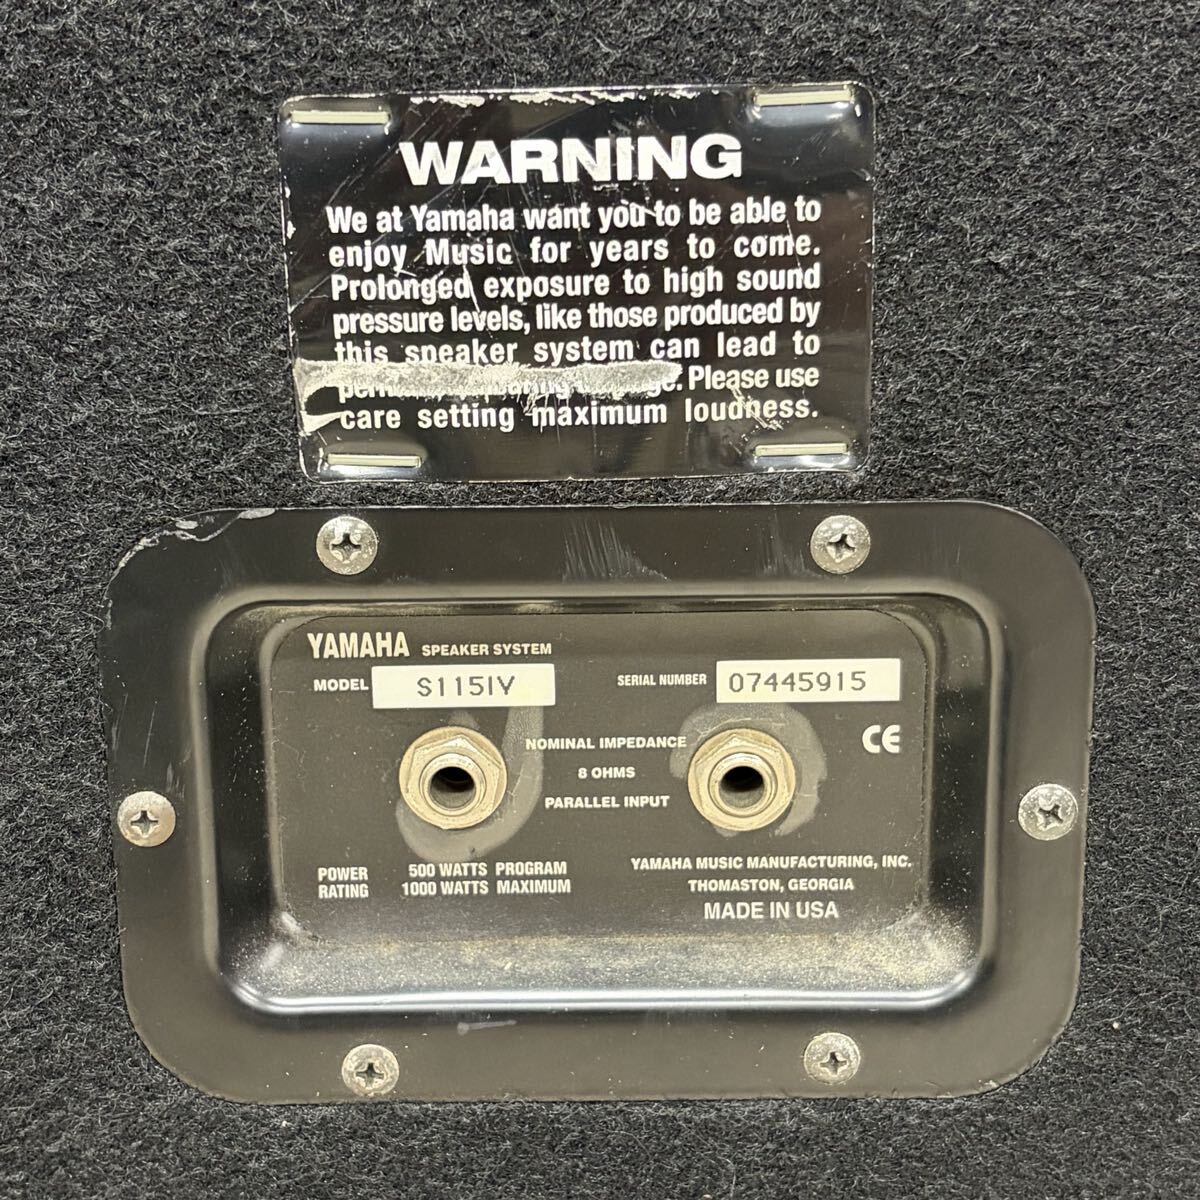 WARNING
We at Yamaha want you to be able to
enjoy Music for years to come.
Prolonged exposure to high sound
pressure levels, like those produced by
this speaker system can lead to
Please use
care setting maximum loudness.
YAMAHA SPEAKER SYSTEM
MODEL S115IV
SERIAL NUMBER 07445915
NOMINAL IMPEDANCE
8 OHMS
PARALLEL INPUT
CE
POWER RATING
500 WATTS PROGRAM
1000 WATTS MAXIMUM
YAMAHA MUSIC MANUFACTURING, INC.
THOMASTON, GEORGIA
MADE IN USA